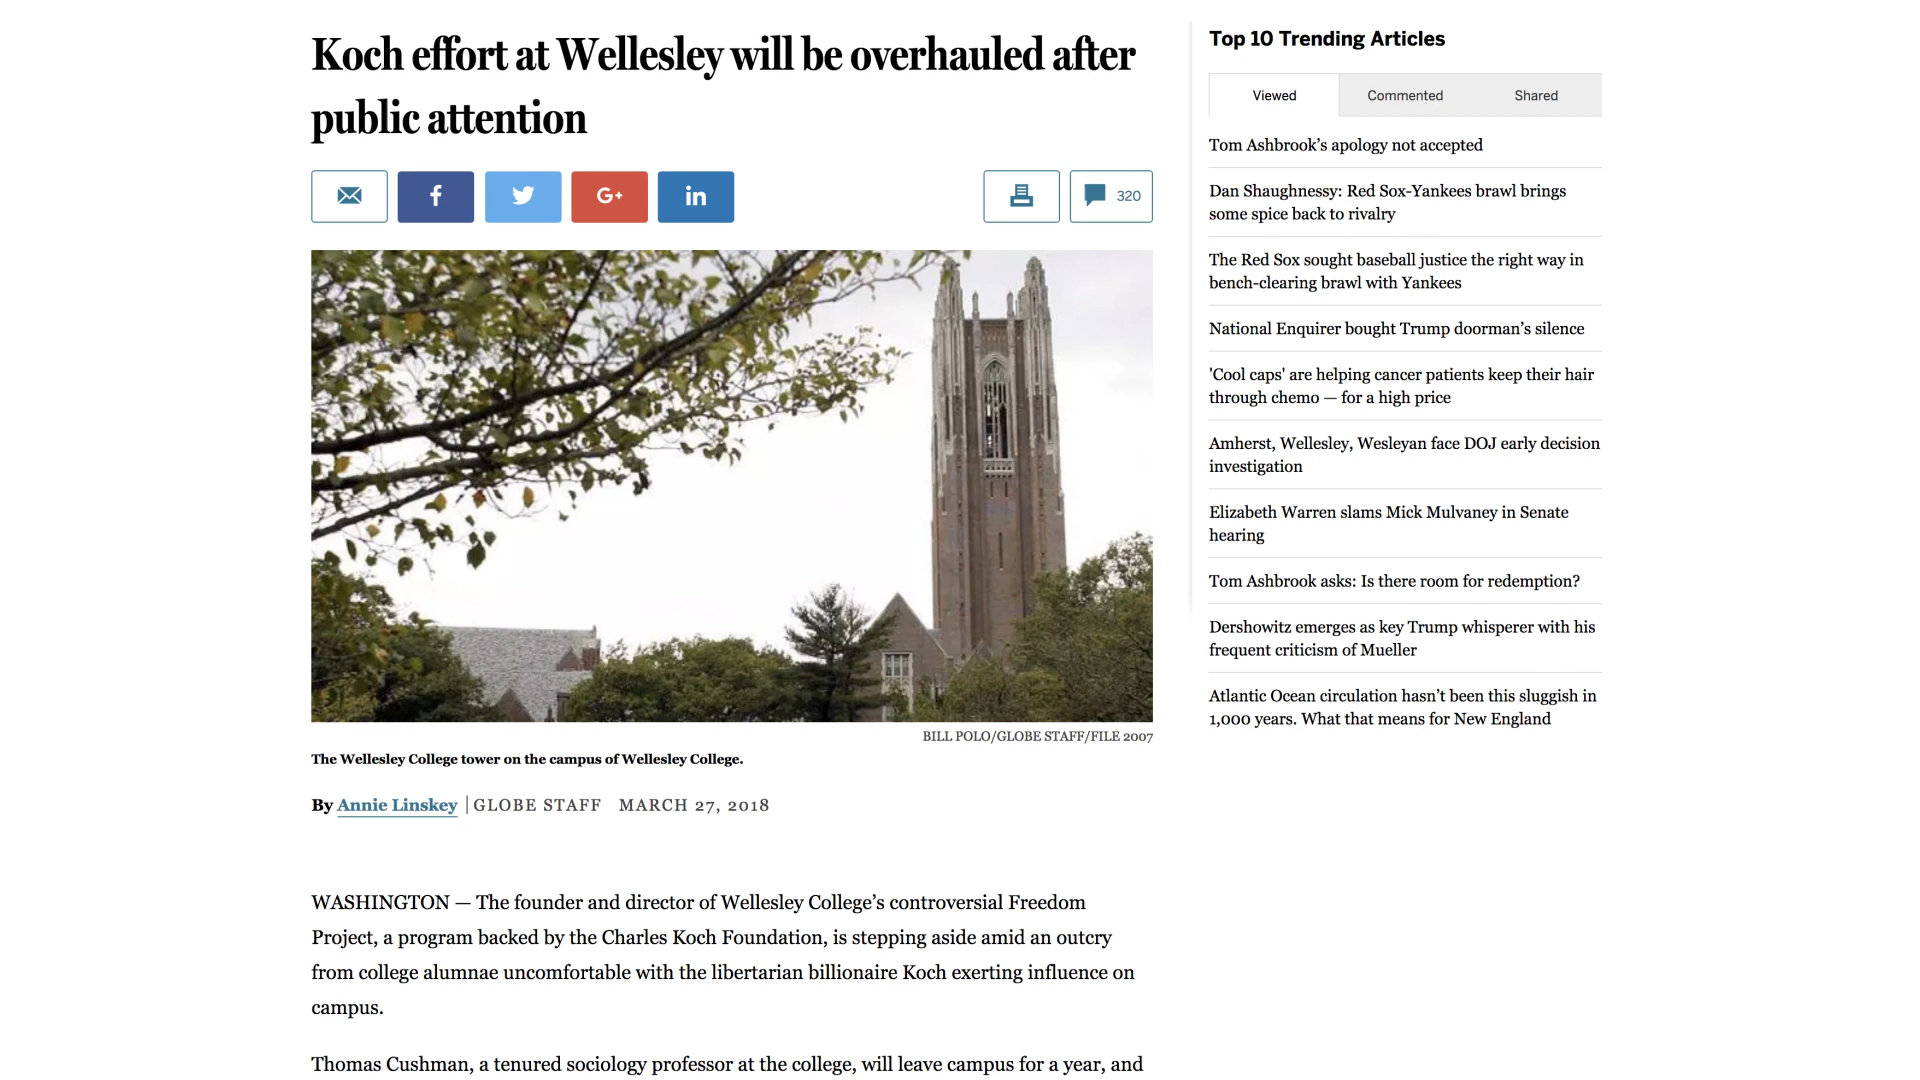 Koch effort at Wellesley will be overhauled after
public attention
f
G+
in
320
BILL POLO/GLOBE STAFF/FILE 2007
The Wellesley College tower on the campus of Wellesley College.
By Annie Linskey | GLOBE STAFF MARCH 27, 2018
WASHINGTON — The founder and director of Wellesley College’s controversial Freedom
Project, a program backed by the Charles Koch Foundation, is stepping aside amid an outcry
from college alumnae uncomfortable with the libertarian billionaire Koch exerting influence on
campus.
Thomas Cushman, a tenured sociology professor at the college, will leave campus for a year, and
Top 10 Trending Articles
Viewed Commented Shared
Tom Ashbrook’s apology not accepted
Dan Shaughnessy: Red Sox-Yankees brawl brings
some spice back to rivalry
The Red Sox sought baseball justice the right way in
bench-clearing brawl with Yankees
National Enquirer bought Trump doorman’s silence
'Cool caps' are helping cancer patients keep their hair
through chemo — for a high price
Amherst, Wellesley, Wesleyan face DOJ early decision
investigation
Elizabeth Warren slams Mick Mulvaney in Senate
hearing
Tom Ashbrook asks: Is there room for redemption?
Dershowitz emerges as key Trump whisperer with his
frequent criticism of Mueller
Atlantic Ocean circulation hasn’t been this sluggish in
1,000 years. What that means for New England